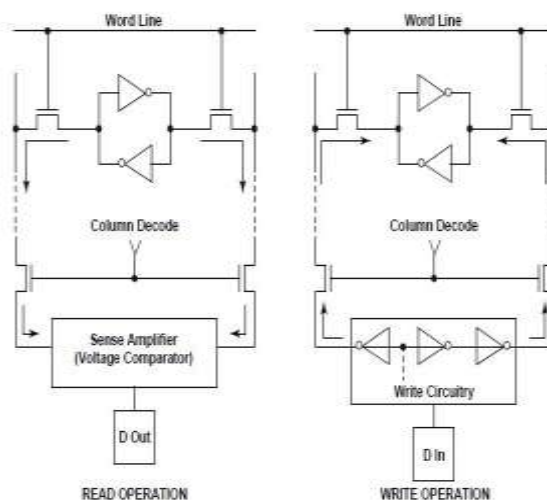 Word Line
Column Decode
Sense Amplifier
(Voltage Comparator)
D Out
READ OPERATION
Word Line
Column Decode
Write Circuitry
D In
WRITE OPERATION